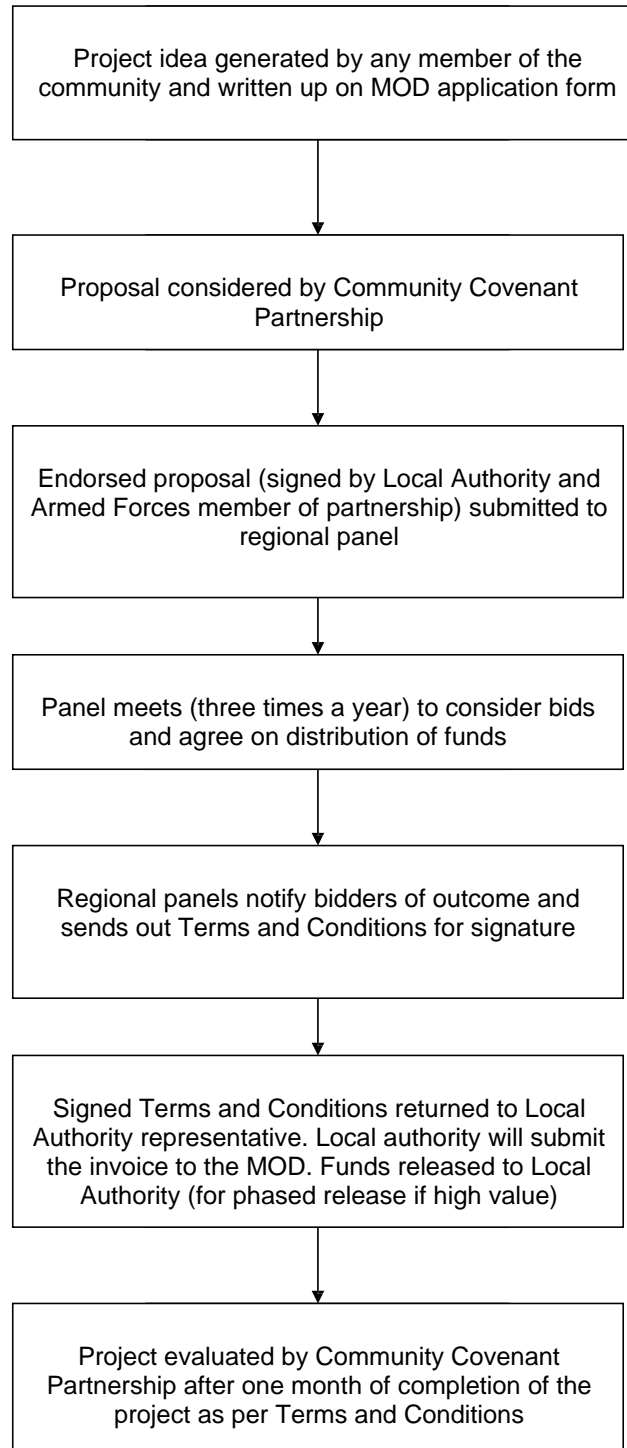 Project idea generated by any member of the
community and written up on MOD application form
Proposal considered by Community Covenant
Partnership
Endorsed proposal (signed by Local Authority and
Armed Forces member of partnership) submitted to
regional panel
Panel meets (three times a year) to consider bids
and agree on distribution of funds
Regional panels notify bidders of outcome and
sends out Terms and Conditions for signature
Signed Terms and Conditions returned to Local
Authority representative. Local authority will submit
the invoice to the MOD. Funds released to Local
Authority (for phased release if high value)
Project evaluated by Community Covenant
Partnership after one month of completion of the
project as per Terms and Conditions